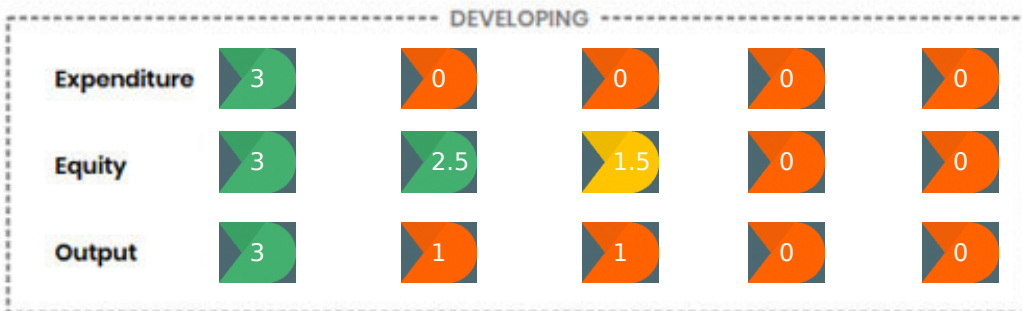 DEVELOPING
Expenditure 3 0 0 0 0
Equity 3 2.5 1.5 0 0
Output 3 1 1 0 0